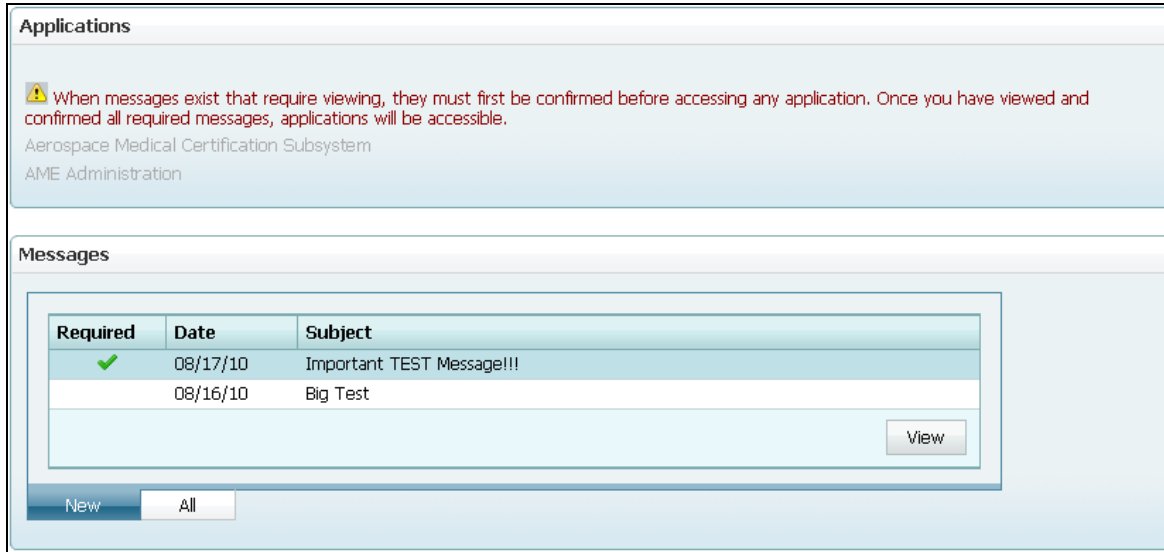 Applications
When messages exist that require viewing, they must first be confirmed before accessing any application. Once you have viewed and
confirmed all required messages, applications will be accessible.
Aerospace Medical Certification Subsystem
AME Administration
Messages
Required Date Subject
08/17/10 Important TEST Message!!!
08/16/10 Big Test
View
New All